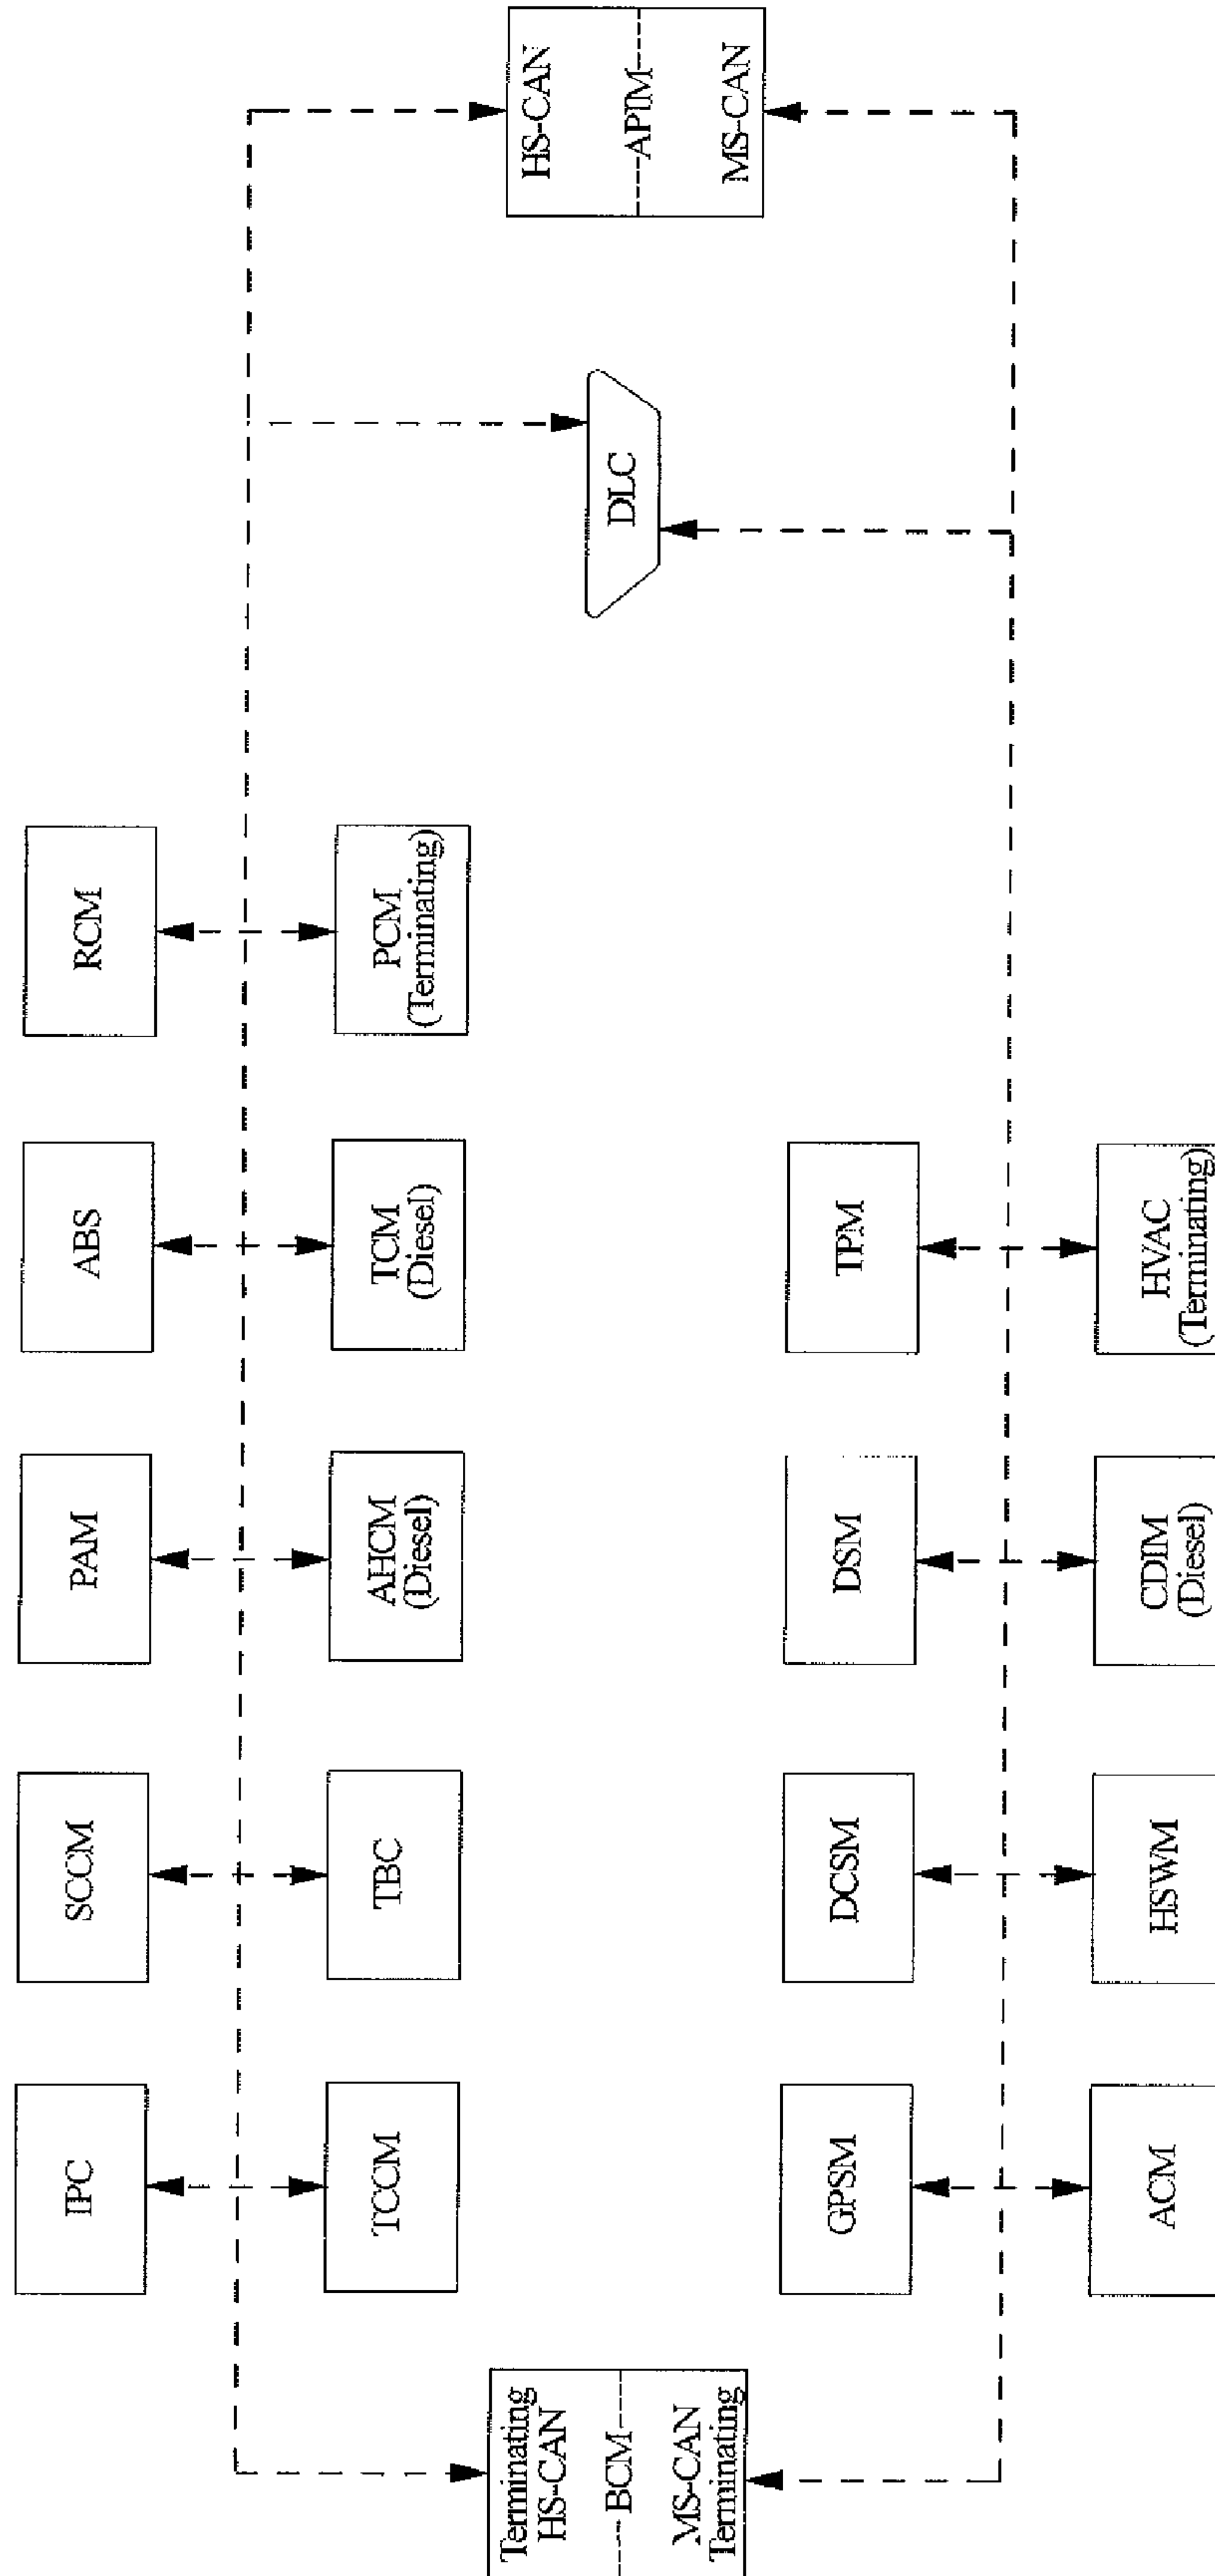 IPC
SCCM
PAM
ABS
RCM
TCCM
TBC
AHCM
(Diesel)
TCM
(Diesel)
PCM
(Terminating)
Terminating
HS-CAN
BCM
MS-CAN
Terminating
DLC
HS-CAN
APIM
MS-CAN
GPSM
DCSM
DSM
TPM
ACM
HSWM
CDIM
(Diesel)
HVAC
(Terminating)